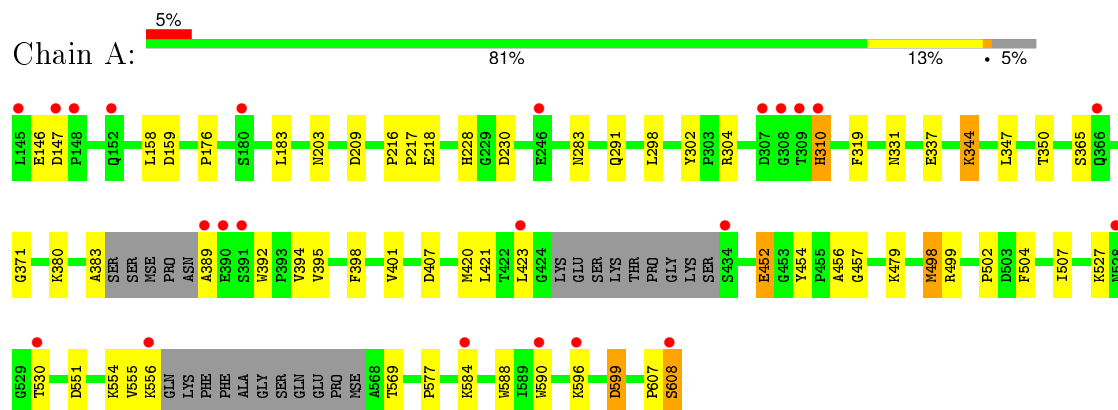 5%
Chain A:
81% 13% • 5%
L145 E146 D147 P148 Q152 L158 D159 P176 S180 L183 N203 D209 P216 P217 E218 H228 G229 D230 E246 N283 Q291 L298 Y302 P303 R304 D307 G308 T309 H310 F319 N331 E337 K344 L347 T350 S365 Q366
G371 K380 A383 SER SER MSE PRO ASN A389 E390 S391 W392 P393 V394 V395 F398 V401 D407 M420 L421 T422 L423 G424 LYS GLU SER LYS THR PRO GLY LYS SER S434 E452 G453 Y454 P455 A456 G457 K479 M498 R499 P502 D503 F504 I507 K527 N528
G529 T530 D551 K554 V555 K556 GLN LYS PHE PHE ALA GLY SER GLN GLU PRO MSE A568 T569 P577 K584 W588 I589 W590 K596 D599 P607 S608